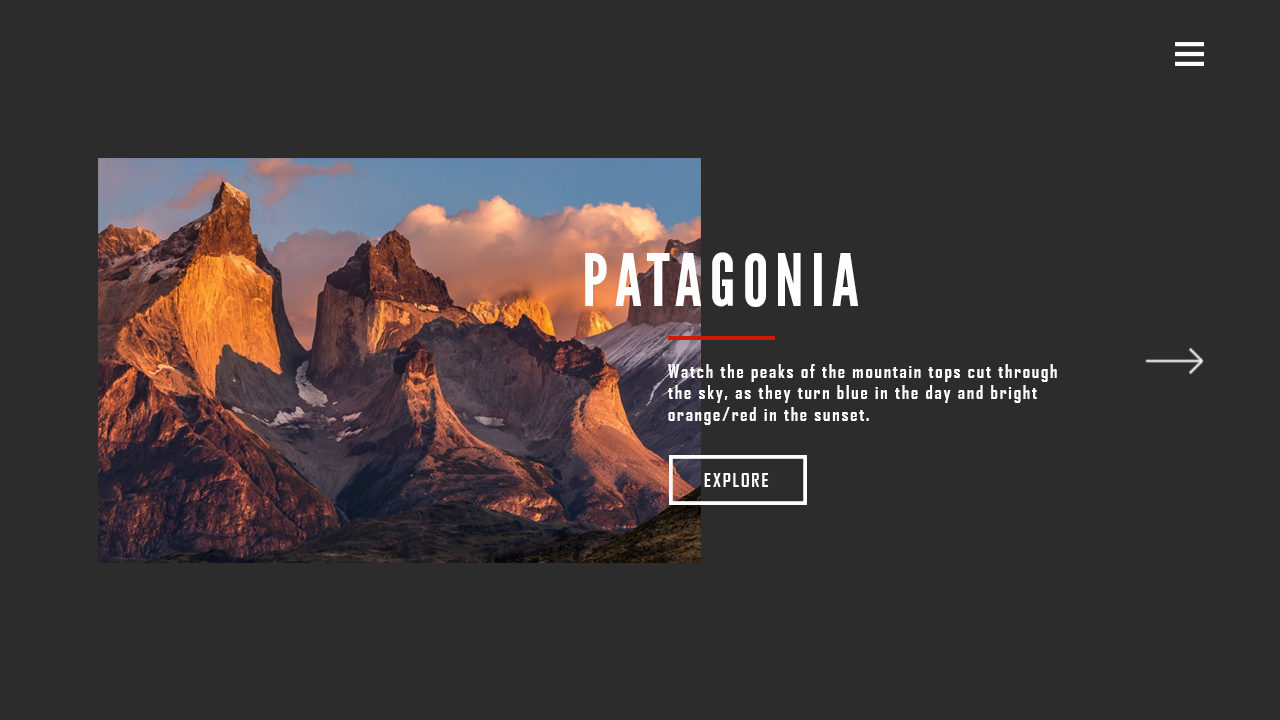 PATAGONIA
Watch the peaks of the mountain tops cut through
the sky, as they turn blue in the day and bright
orange/red in the sunset.
EXPLORE